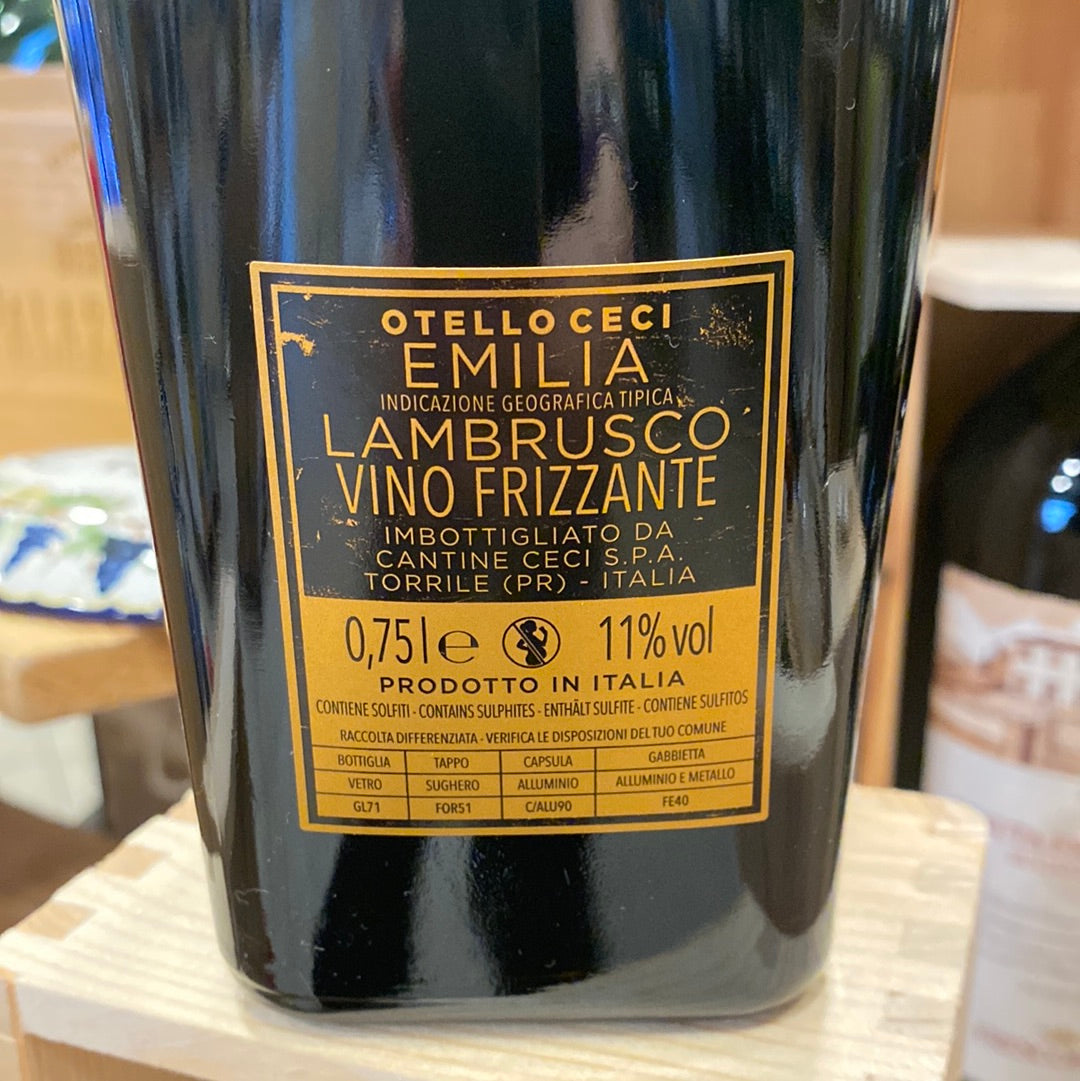 OTELLO CECI
EMILIA
INDICAZIONE GEOGRAFICA TIPICA
LAMBRUSCO
VINO FRIZZANTE
IMBOTTIGLIATO DA
CANTINE CECI S.P.A.
TORRILE (PR) - ITALIA
0,75 l e 11% vol
PRODOTTO IN ITALIA
CONTIENE SOLFITI - CONTAINS SULPHITES - ENTHÄLT SULFITE - CONTIENE SULFITOS
RACCOLTA DIFFERENZIATA - VERIFICA LE DISPOSIZIONI DEL TUO COMUNE
BOTTIGLIA TAPPO CAPSULA GABBIETTA
VETRO SUGHERO ALLUMINIO ALLUMINIO E METALLO
GL71 FOR51 C/ALU90 FE40